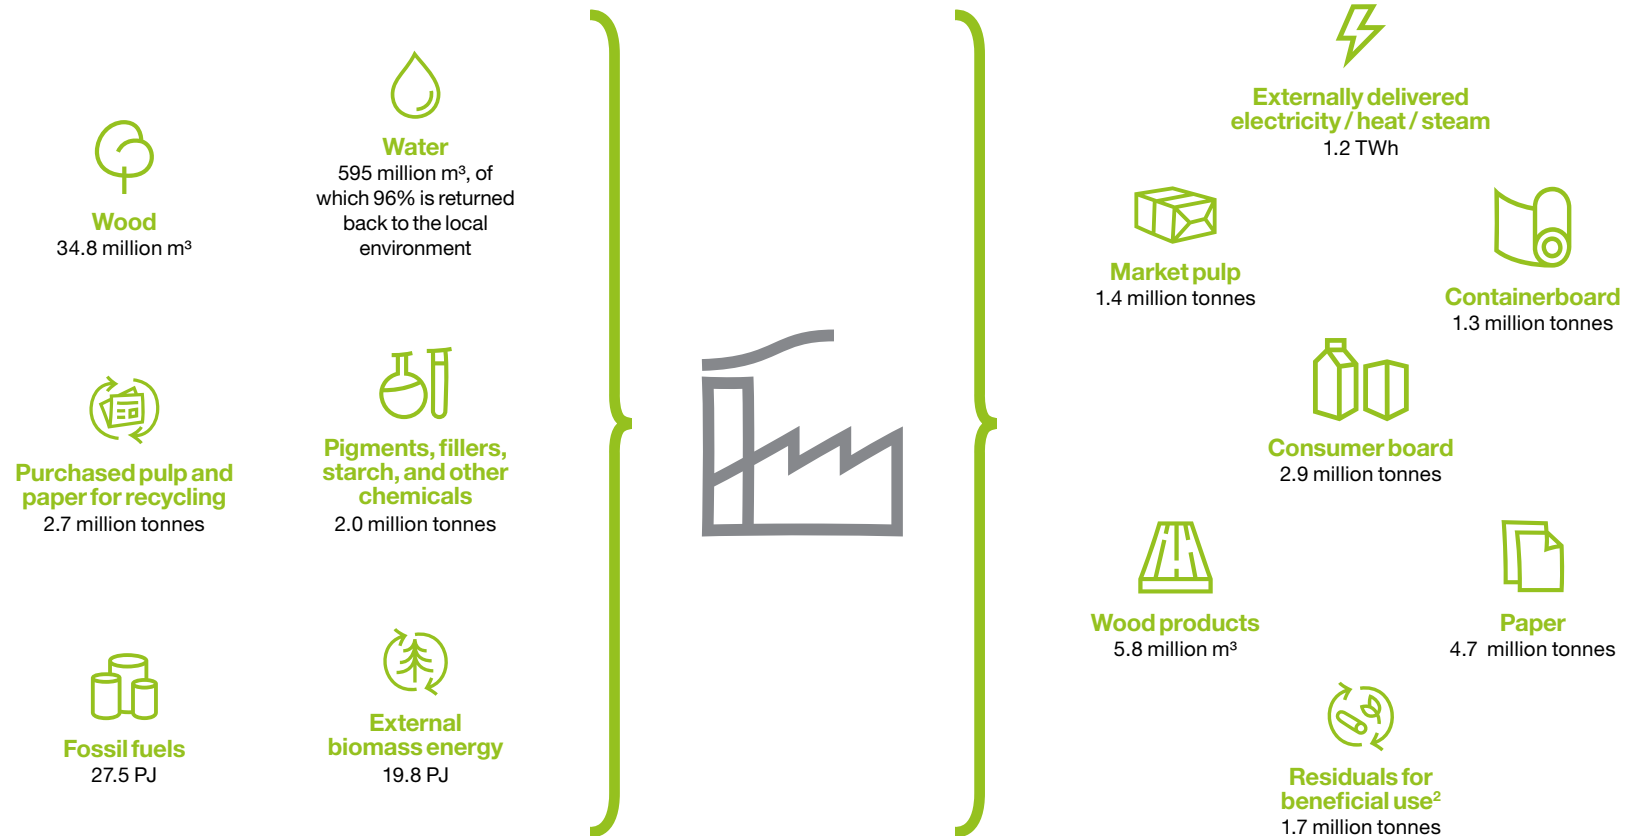 Wood
34.8 million m³
Water
595 million m³, of
which 96% is returned
back to the local
environment
Purchased pulp and
paper for recycling
2.7 million tonnes
Pigments, fillers,
starch, and other
chemicals
2.0 million tonnes
Fossil fuels
27.5 PJ
External
biomass energy
19.8 PJ
Externally delivered
electricity / heat / steam
1.2 TWh
Market pulp
1.4 million tonnes
Containerboard
1.3 million tonnes
Consumer board
2.9 million tonnes
Wood products
5.8 million m³
Paper
4.7 million tonnes
Residuals for
beneficial use²
1.7 million tonnes